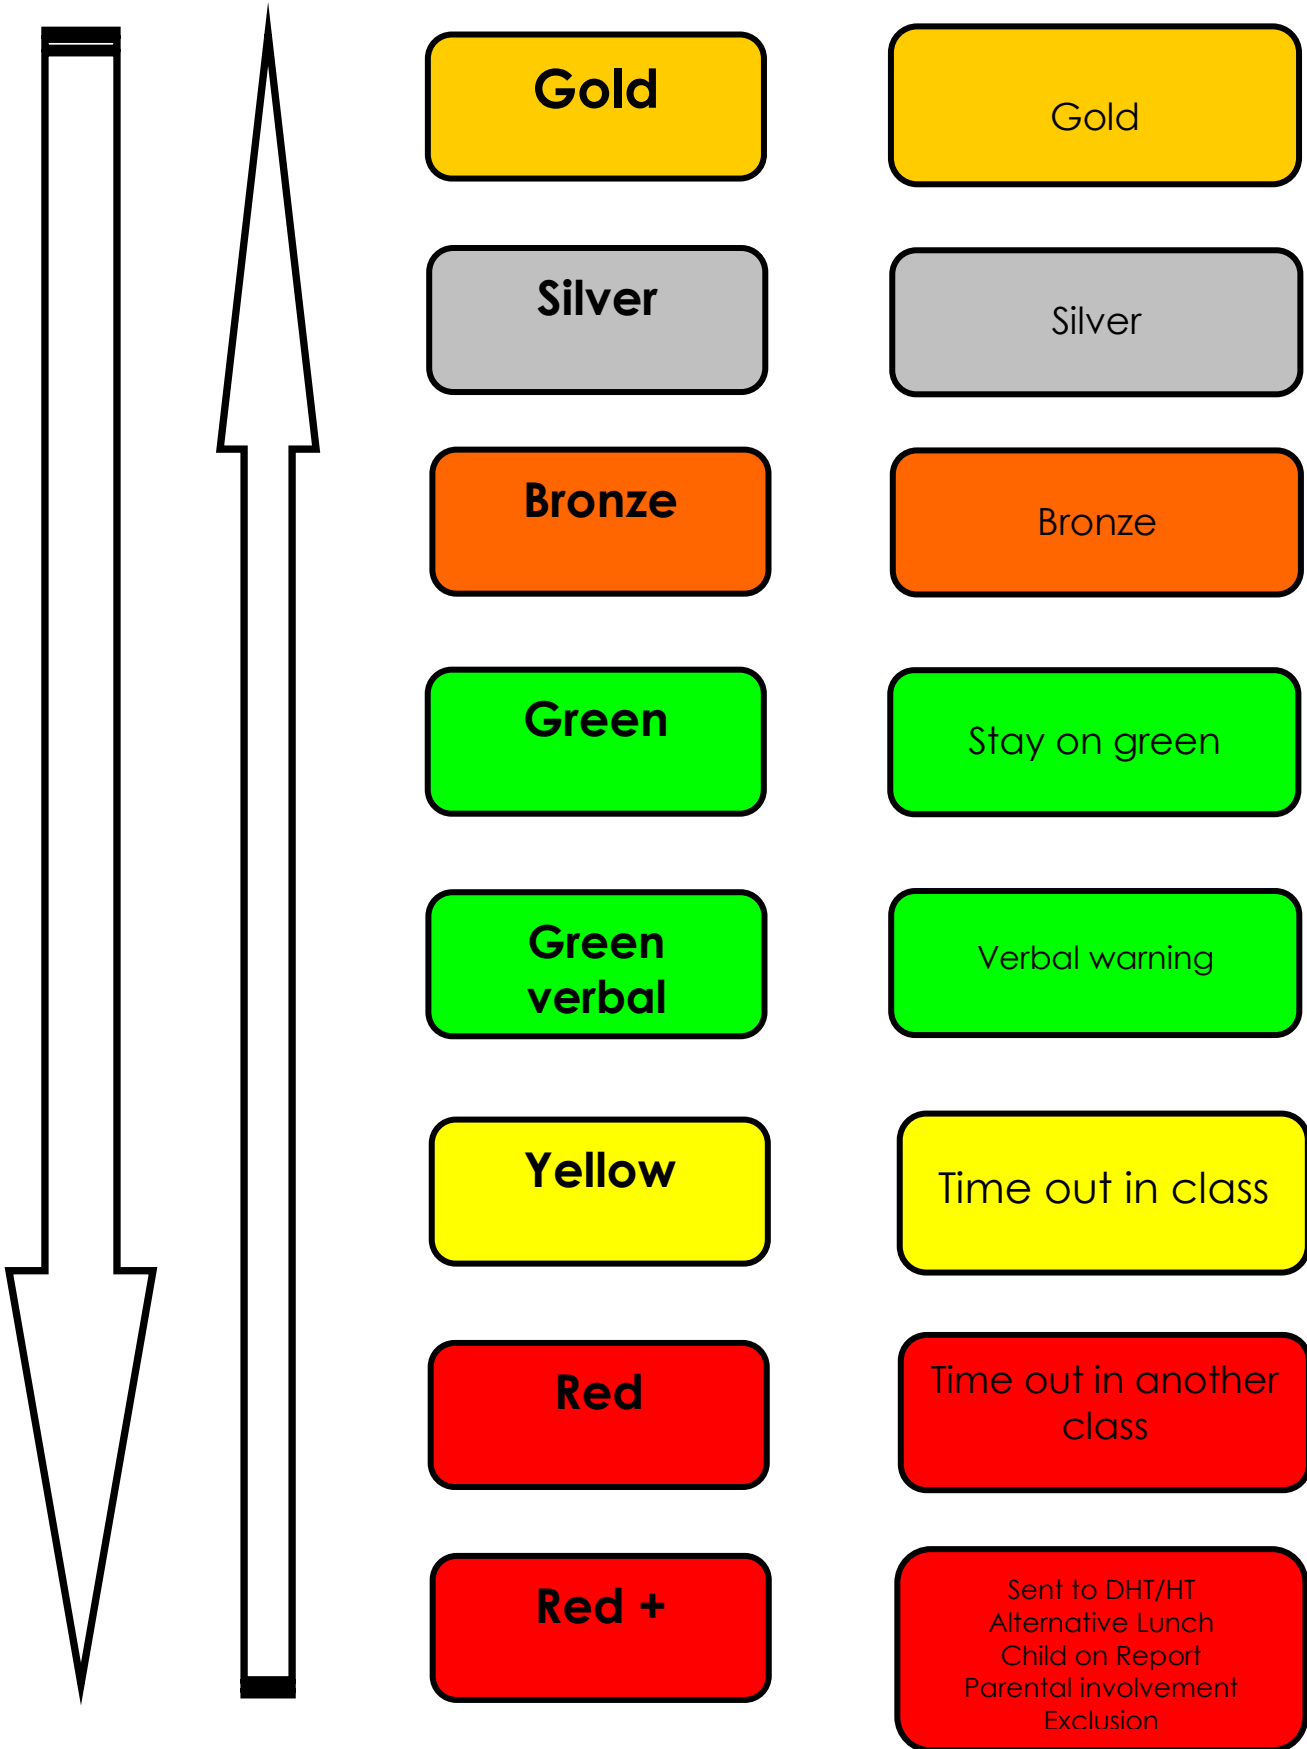 Gold
Gold
Silver
Silver
Bronze
Bronze
Green
Stay on green
Green
verbal
Verbal warning
Yellow
Time out in class
Red
Time out in another
class
Red +
Sent to DHT/HT
Alternative Lunch
Child on Report
Parental involvement
Exclusion